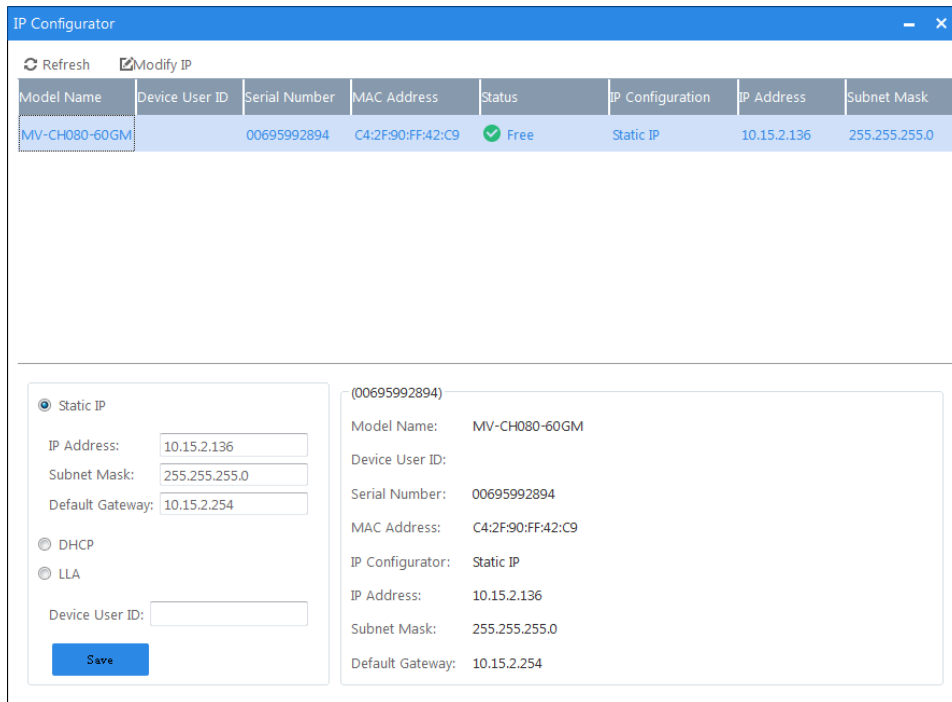 IP Configurator
Refresh Modify IP
Model Name Device User ID Serial Number MAC Address Status IP Configuration IP Address Subnet Mask
MV-CH080-60GM 00695992894 C4:2F:90:FF:42:C9 Free Static IP 10.15.2.136 255.255.255.0
Static IP
IP Address: 10.15.2.136
Subnet Mask: 255.255.255.0
Default Gateway: 10.15.2.254
DHCP
LLA
Device User ID:
Save
(00695992894)
Model Name: MV-CH080-60GM
Device User ID:
Serial Number: 00695992894
MAC Address: C4:2F:90:FF:42:C9
IP Configurator: Static IP
IP Address: 10.15.2.136
Subnet Mask: 255.255.255.0
Default Gateway: 10.15.2.254